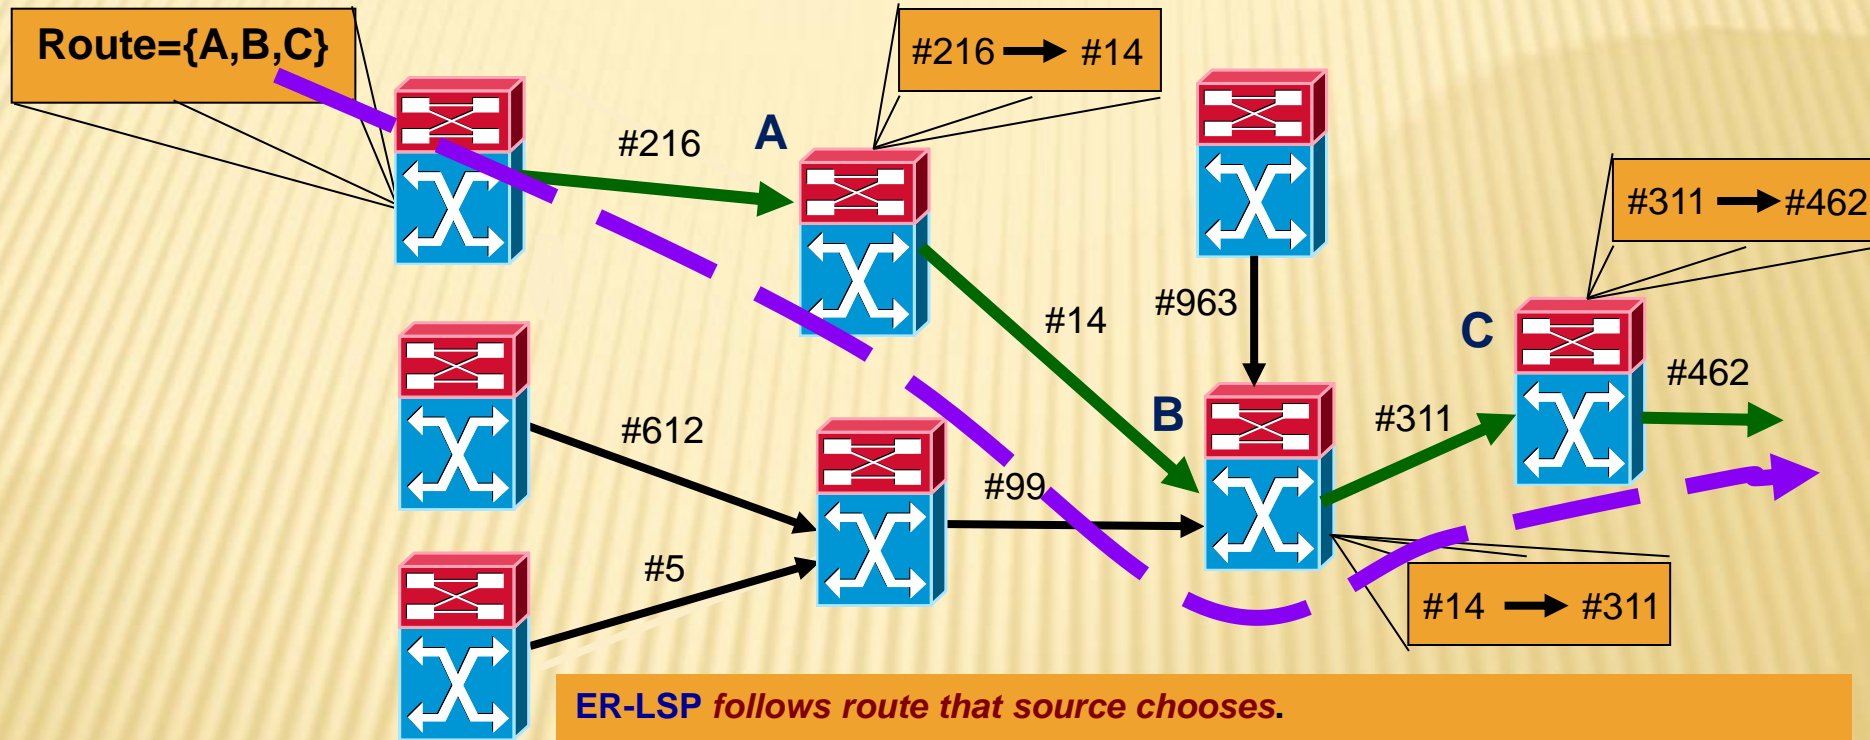 Route={A,B,C}
#216 #14
#216
A
#311 #462
#963
#14
C
#462
B
#311
#612
#99
#5
#14 #311
ER-LSP follows route that source chooses.